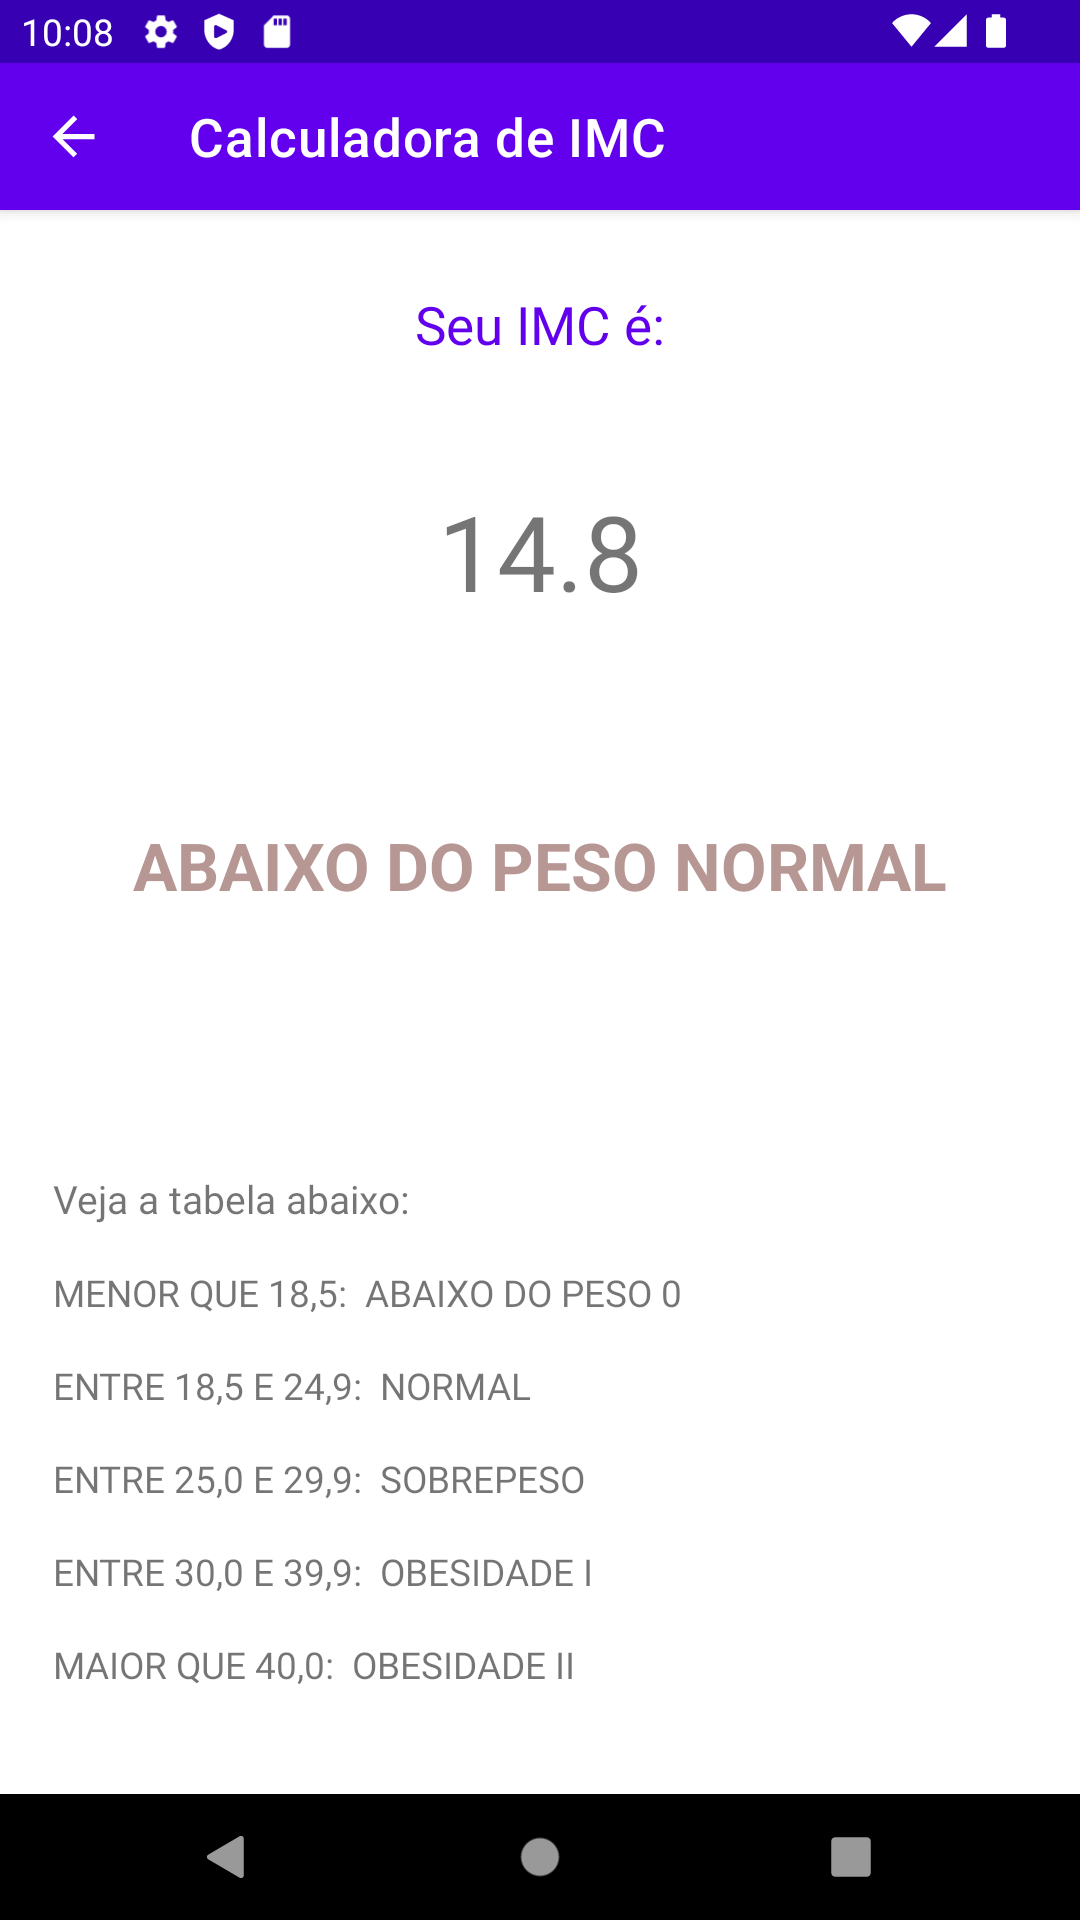 10:08
Calculadora de IMC
Seu IMC é:
14.8
ABAIXO DO PESO NORMAL
Veja a tabela abaixo:
MENOR QUE 18,5:  ABAIXO DO PESO 0
ENTRE 18,5 E 24,9:  NORMAL
ENTRE 25,0 E 29,9:  SOBREPESO
ENTRE 30,0 E 39,9:  OBESIDADE I
MAIOR QUE 40,0:  OBESIDADE II